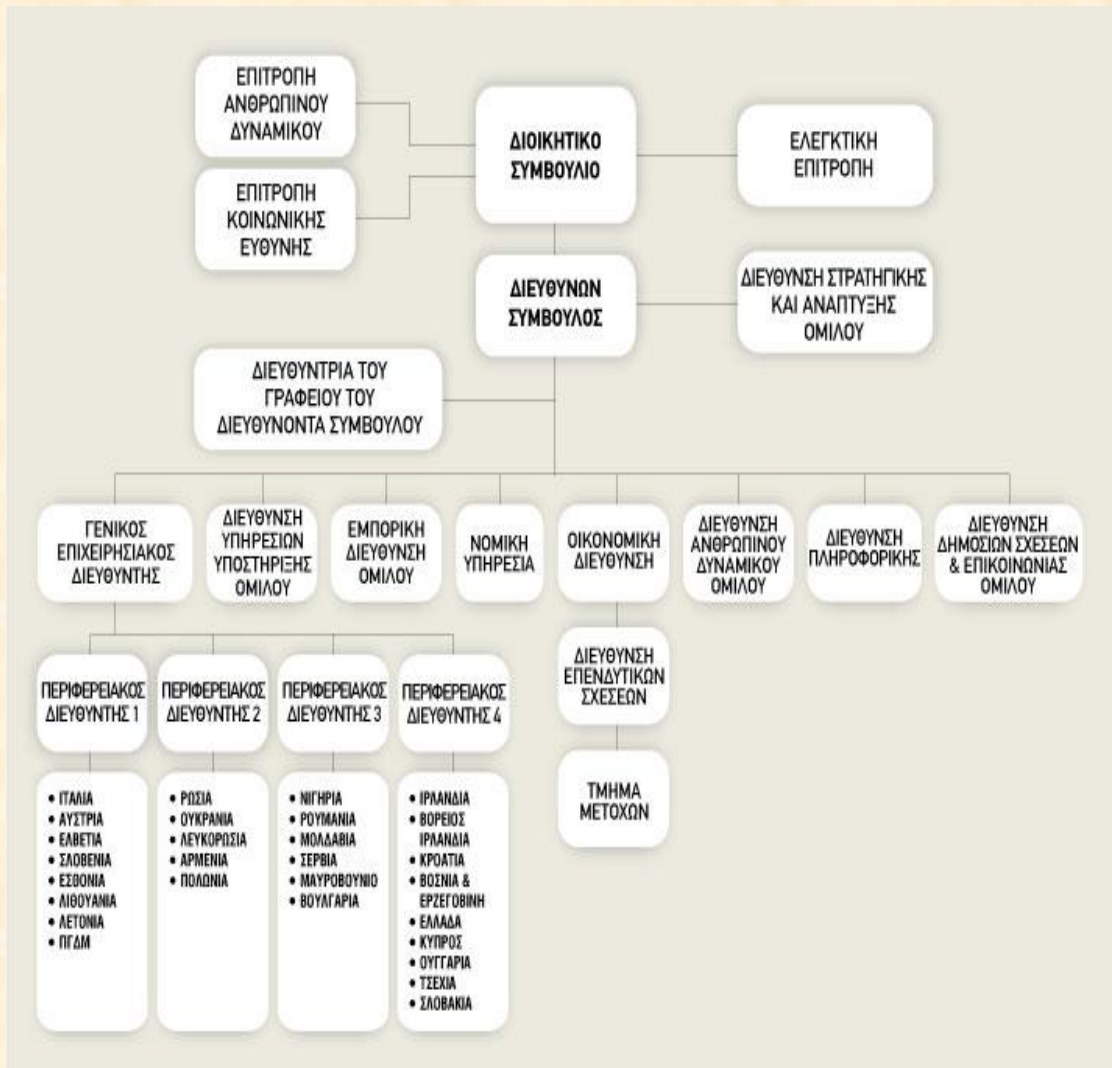 ΕΠΙΤΡΟΠΗ
ΑΝΘΡΩΠΙΝΟΥ
ΔΥΝΑΜΙΚΟΥ
ΕΠΙΤΡΟΠΗ
ΚΟΙΝΩΝΙΚΗΣ
ΕΥΘΥΝΗΣ
ΔΙΟΙΚΗΤΙΚΟ
ΣΥΜΒΟΥΛΙΟ
ΕΛΕΓΚΤΙΚΗ
ΕΠΙΤΡΟΠΗ
ΔΙΕΥΘΥΝΩΝ
ΣΥΜΒΟΥΛΟΣ
ΔΙΕΥΘΥΝΣΗ ΣΤΡΑΤΗΓΙΚΗΣ
ΚΑΙ ΑΝΑΠΤΥΞΗΣ
ΟΜΙΛΟΥ
ΔΙΕΥΘΥΝΤΡΙΑ ΤΟΥ
ΓΡΑΦΕΙΟΥ ΤΟΥ
ΔΙΕΥΘΥΝΟΝΤΑ ΣΥΜΒΟΥΛΟΥ
ΓΕΝΙΚΟΣ
ΕΠΙΧΕΙΡΗΣΙΑΚΟΣ
ΔΙΕΥΘΥΝΤΗΣ
ΔΙΕΥΘΥΝΣΗ
ΥΠΗΡΕΣΙΩΝ
ΥΠΟΣΤΗΡΙΞΗΣ
ΟΜΙΛΟΥ
ΕΜΠΟΡΙΚΗ
ΔΙΕΥΘΥΝΣΗ
ΟΜΙΛΟΥ
ΝΟΜΙΚΗ
ΥΠΗΡΕΣΙΑ
ΟΙΚΟΝΟΜΙΚΗ
ΔΙΕΥΘΥΝΣΗ
ΔΙΕΥΘΥΝΣΗ
ΑΝΘΡΩΠΙΝΟΥ
ΔΥΝΑΜΙΚΟΥ
ΟΜΙΛΟΥ
ΔΙΕΥΘΥΝΣΗ
ΠΛΗΡΟΦΟΡΙΚΗΣ
ΔΙΕΥΘΥΝΣΗ
ΔΗΜΟΣΙΩΝ ΣΧΕΣΕΩΝ
& ΕΠΙΚΟΙΝΩΝΙΑΣ
ΟΜΙΛΟΥ
ΠΕΡΙΦΕΡΕΙΑΚΟΣ
ΔΙΕΥΘΥΝΤΗΣ 1
ΠΕΡΙΦΕΡΕΙΑΚΟΣ
ΔΙΕΥΘΥΝΤΗΣ 2
ΠΕΡΙΦΕΡΕΙΑΚΟΣ
ΔΙΕΥΘΥΝΤΗΣ 3
ΠΕΡΙΦΕΡΕΙΑΚΟΣ
ΔΙΕΥΘΥΝΤΗΣ 4
ΔΙΕΥΘΥΝΣΗ
ΕΠΕΝΔΥΤΙΚΩΝ
ΣΧΕΣΕΩΝ
ΤΜΗΜΑ
ΜΕΤΟΧΩΝ
• ΙΤΑΛΙΑ
• ΑΥΣΤΡΙΑ
• ΕΛΒΕΤΙΑ
• ΣΛΟΒΕΝΙΑ
• ΕΣΘΟΝΙΑ
• ΛΙΘΟΥΑΝΙΑ
• ΛΕΤΟΝΙΑ
• ΠΓΔΜ
• ΡΩΣΙΑ
• ΟΥΚΡΑΝΙΑ
• ΛΕΥΚΟΡΩΣΙΑ
• ΑΡΜΕΝΙΑ
• ΠΟΛΩΝΙΑ
• ΝΙΓΗΡΙΑ
• ΡΟΥΜΑΝΙΑ
• ΜΟΛΔΑΒΙΑ
• ΣΕΡΒΙΑ
• ΜΑΥΡΟΒΟΥΝΙΟ
• ΒΟΥΛΓΑΡΙΑ
• ΙΡΛΑΝΔΙΑ
• ΒΟΡΕΙΟΣ
ΙΡΛΑΝΔΙΑ
• ΚΡΟΑΤΙΑ
• ΒΟΣΝΙΑ &
ΕΡΖΕΓΟΒΙΝΗ
• ΕΛΛΑΔΑ
• ΚΥΠΡΟΣ
• ΟΥΓΓΑΡΙΑ
• ΤΣΕΧΙΑ
• ΣΛΟΒΑΚΙΑ